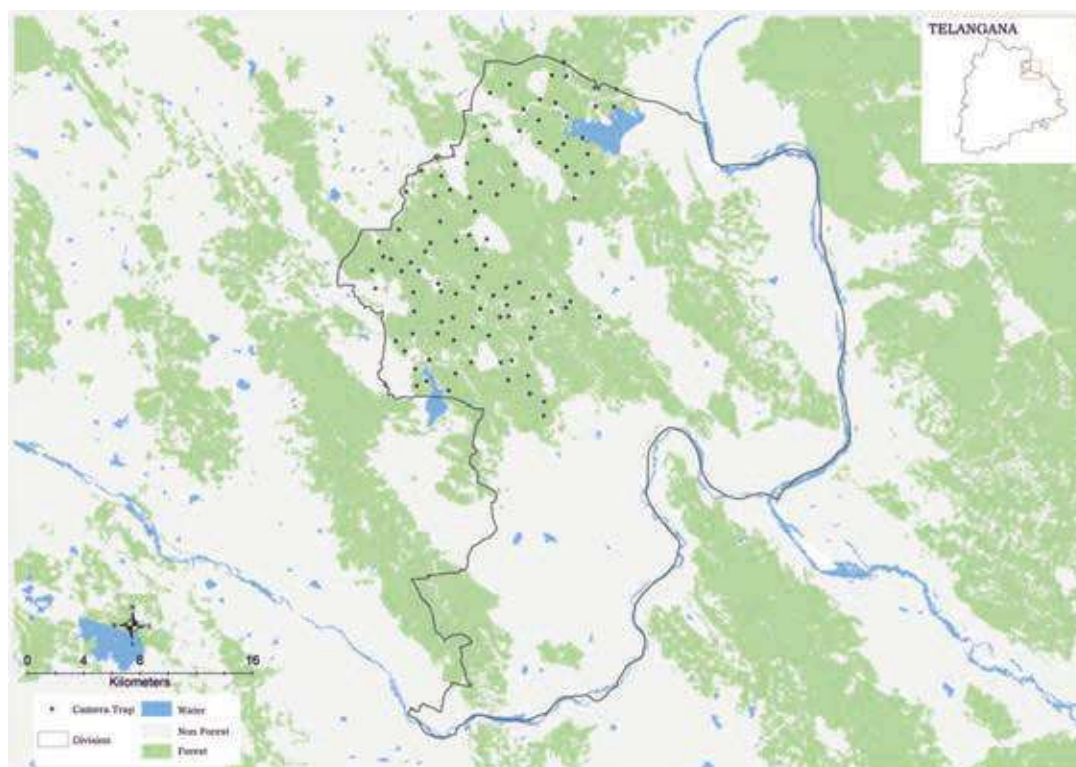 TELANGANA
0 4 8 16
Kilometers
Camera Trap
Water
Division
Non Forest
Forest